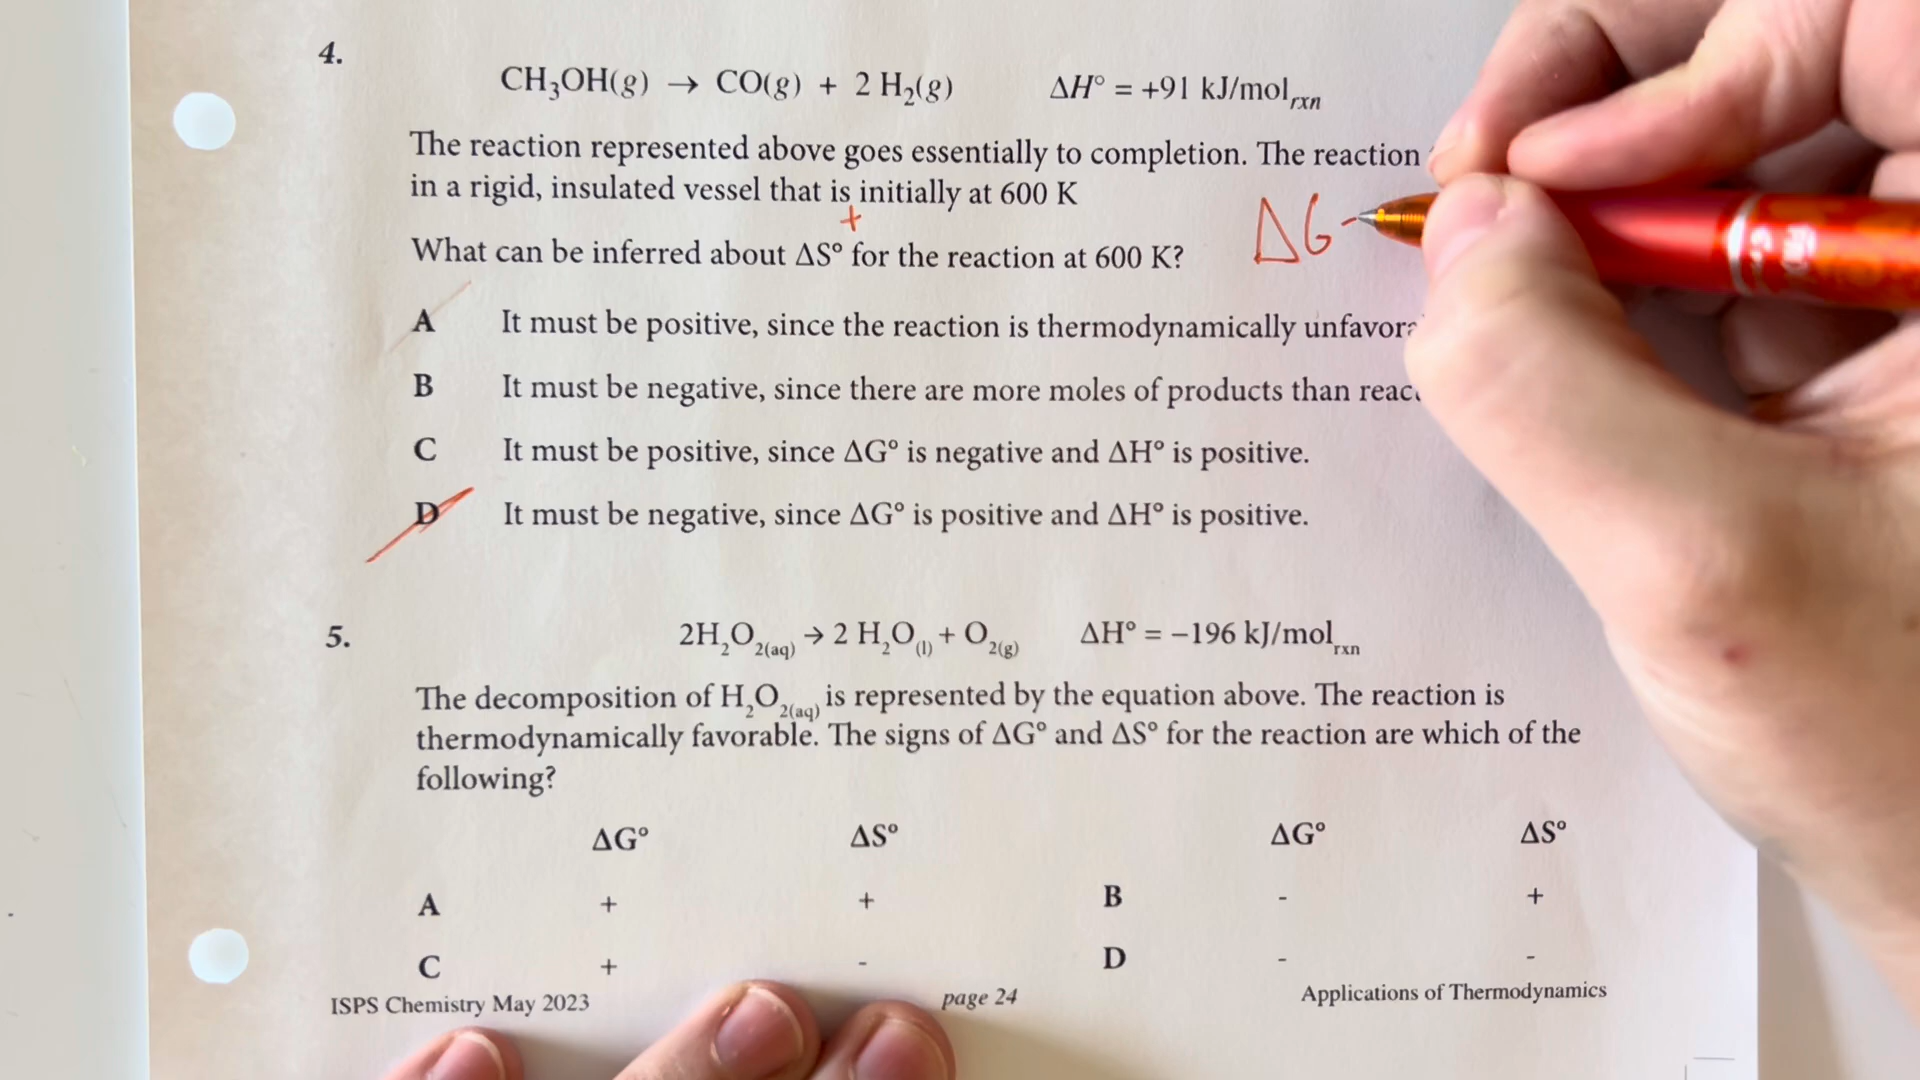 4.
CH₃OH(g) → CO(g) + 2 H₂(g) ΔH° = +91 kJ/molᵣₓₙ
The reaction represented above goes essentially to completion. The reaction
in a rigid, insulated vessel that is initially at 600 K
+
What can be inferred about ΔS° for the reaction at 600 K? ΔG
A It must be positive, since the reaction is thermodynamically
B It must be negative, since there are more moles of products than
C It must be positive, since ΔG° is negative and ΔH° is positive.
D It must be negative, since ΔG° is positive and ΔH° is positive.
5. 2H₂O₂(aq) → 2 H₂O(l) + O₂(g) ΔH° = −196 kJ/molrxn
The decomposition of H₂O₂(aq) is represented by the equation above. The reaction is
thermodynamically favorable. The signs of ΔG° and ΔS° for the reaction are which of the
following?
ΔG° ΔS° ΔG° ΔS°
A + + B - +
C + - D - -
ISPS Chemistry May 2023 page 24 Applications of Thermodynamics